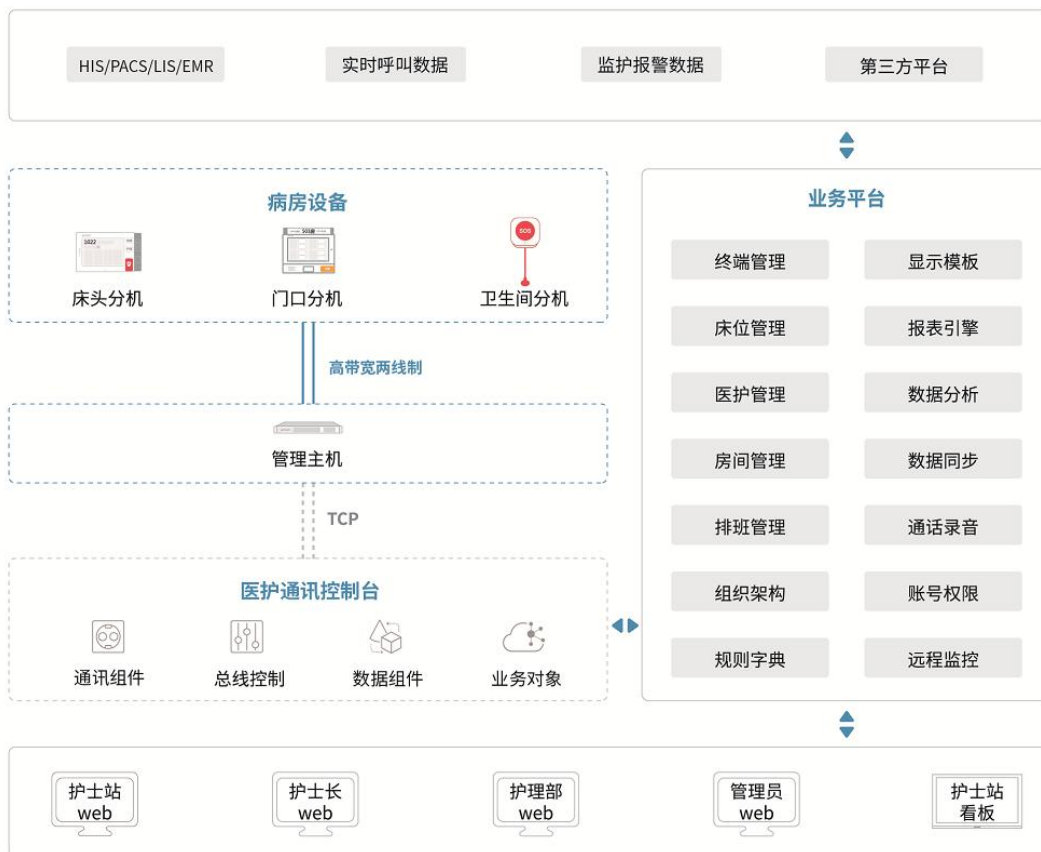 HIS/PACS/LIS/EMR
实时呼叫数据
监护报警数据
第三方平台
病房设备
1022
SOS
床头分机
门口分机
卫生间分机
高带宽两线制
管理主机
TCP
医护通讯控制台
通讯组件
总线控制
数据组件
业务对象
业务平台
终端管理
显示模板
床位管理
报表引擎
医护管理
数据分析
房间管理
数据同步
排班管理
通话录音
组织架构
账号权限
规则字典
远程监控
护士站
web
护士长
web
护理部
web
管理员
web
护士站
看板